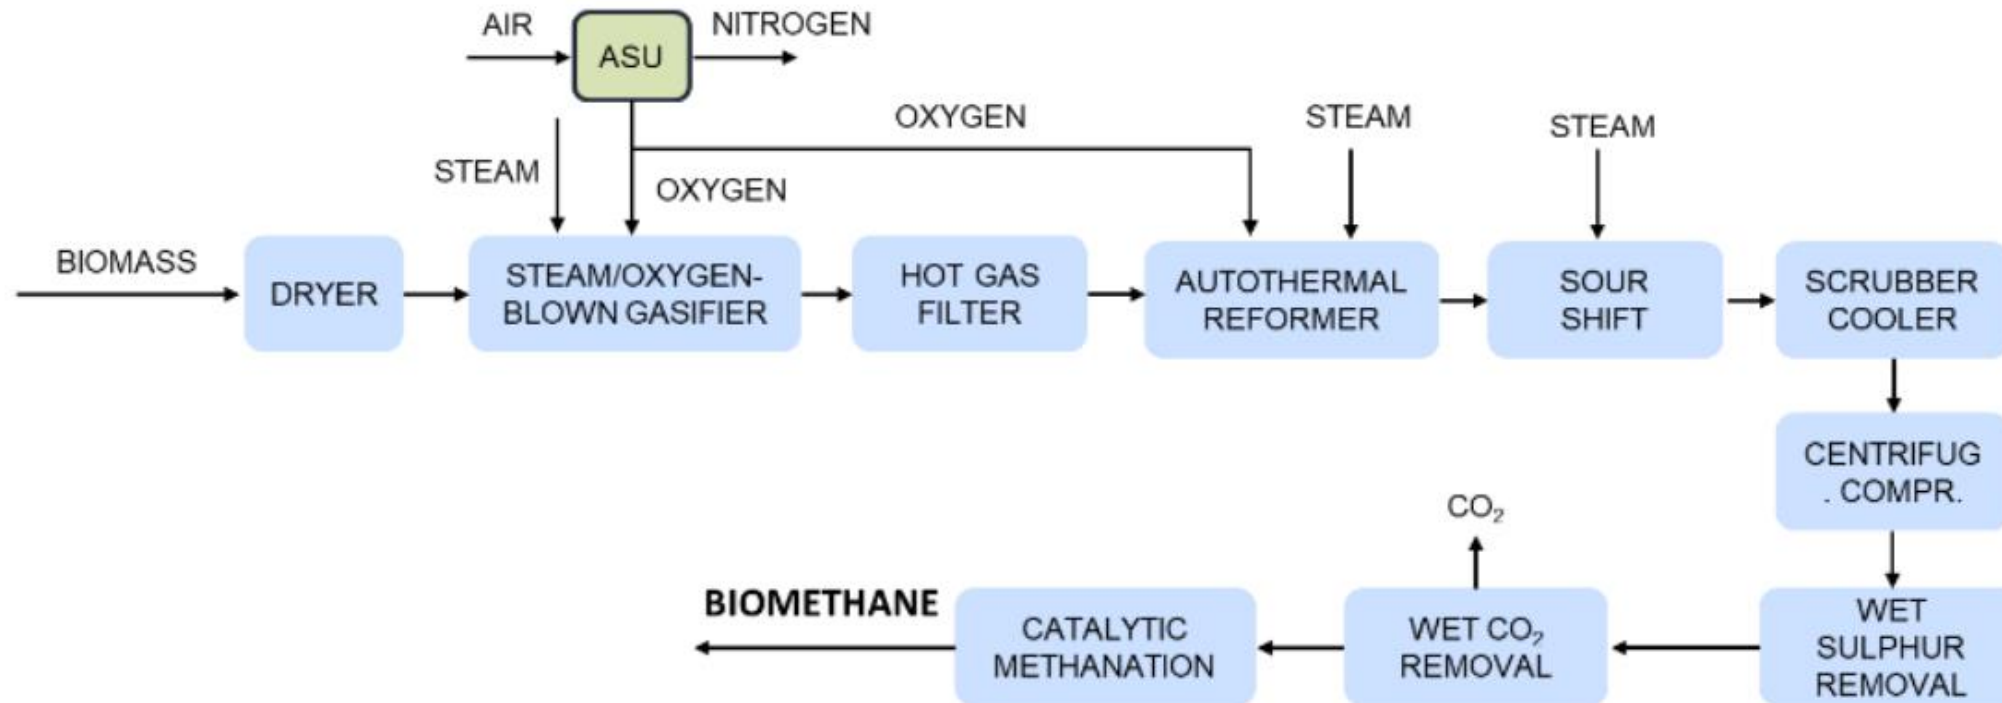 AIR
ASU
NITROGEN
OXYGEN
STEAM
STEAM
STEAM
OXYGEN
BIOMASS
DRYER
STEAM/OXYGEN-
BLOWN GASIFIER
HOT GAS
FILTER
AUTOTHERMAL
REFORMER
SOUR
SHIFT
SCRUBBER
COOLER
CENTRIFUG
. COMPR.
WET
SULPHUR
REMOVAL
WET CO₂
REMOVAL
CO₂
CATALYTIC
METHANATION
BIOMETHANE